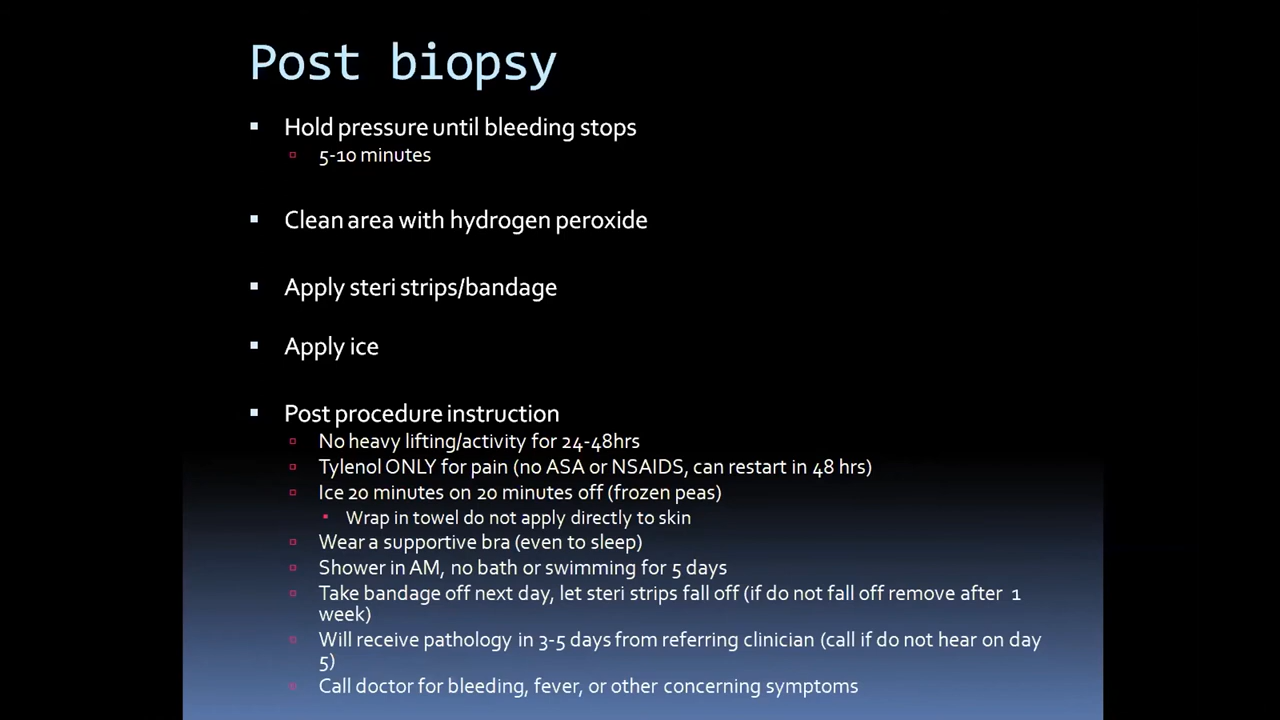 Post biopsy
Hold pressure until bleeding stops
5-10 minutes
Clean area with hydrogen peroxide
Apply steri strips/bandage
Apply ice
Post procedure instruction
No heavy lifting/activity for 24-48hrs
Tylenol ONLY for pain (no ASA or NSAIDS, can restart in 48 hrs)
Ice 20 minutes on 20 minutes off (frozen peas)
Wrap in towel do not apply directly to skin
Wear a supportive bra (even to sleep)
Shower in AM, no bath or swimming for 5 days
Take bandage off next day, let steri strips fall off (if do not fall off remove after 1
week)
Will receive pathology in 3-5 days from referring clinician (call if do not hear on day
5)
Call doctor for bleeding, fever, or other concerning symptoms